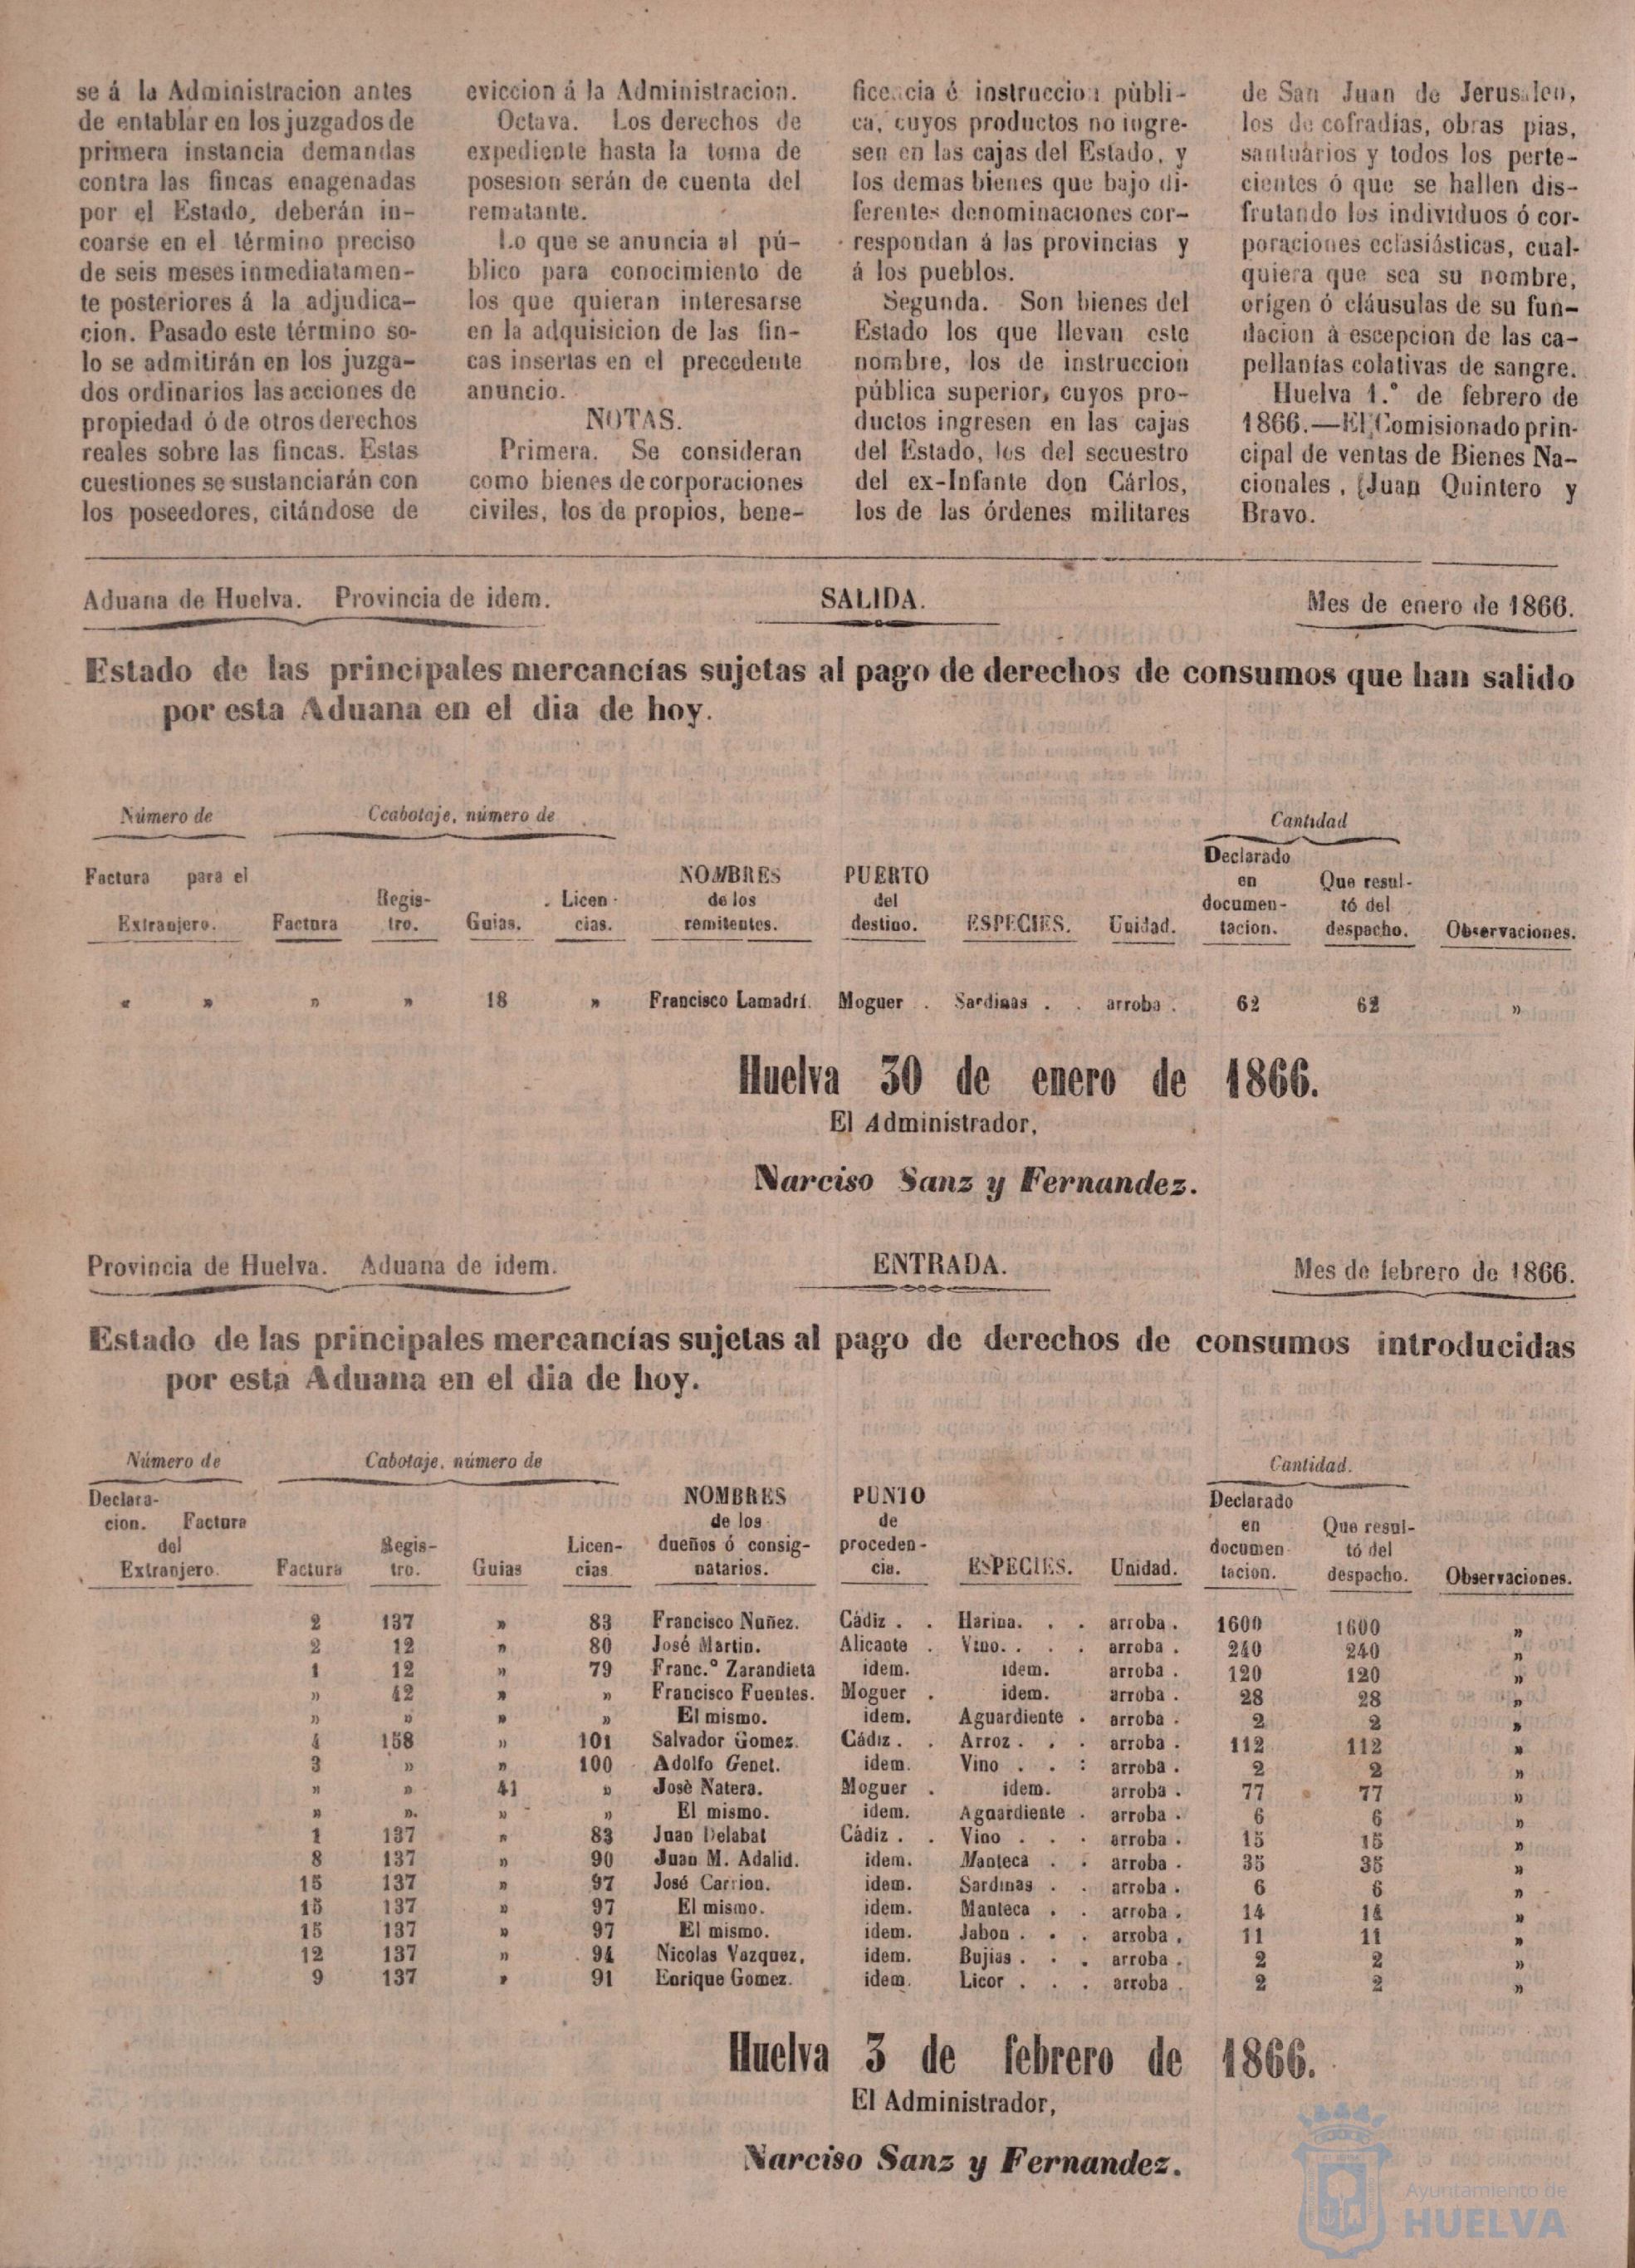 se á la Administracion antes
de entablar en los juzgados de
primera instancia demandas
contra las fincas enagenadas
por el Estado, deberán in-
coarse en el término preciso
de seis meses inmediatamen-
te posteriores á la adjudica-
cion. Pasado este término so-
lo se admitirán en los juzga-
dos ordinarios las acciones de
propiedad ó de otros derechos
reales sobre las fincas. Estas
cuestiones se sustanciarán con
los poseedores, citándose de
eviccion á la Administracion.
Octava. Los derechos de
expediente hasta la toma de
posesion serán de cuenta del
rematante.
Lo que se anuncia al pú-
blico para conocimiento de
los que quieran interesarse
en la adquisicion de las fin-
cas insertas en el precedente
anuncio.
NOTAS.
Primera. Se consideran
como bienes de corporaciones
civiles, los de propios, bene-
ficencia é instruccion públi-
ca, cuyos productos no ingre-
sen en las cajas del Estado, y
los demas bienes que bajo di-
ferentes denominaciones cor-
respondan á las provincias y
á los pueblos.
Segunda. Son bienes del
Estado los que llevan este
nombre, los de instruccion
pública superior, cuyos pro-
ductos ingresen en las cajas
del Estado, los del secuestro
del ex-Infante don Cárlos,
los de las órdenes militares
de San Juan de Jerusalen,
los de cofradias, obras pias,
santuários y todos los perte-
cientes ó que se hallen dis-
frutando los individuos ó cor-
poraciones eclasiásticas, cual-
quiera que sea su nombre,
origen ó cláusulas de su fun-
dacion á escepcion de las ca-
pellanías colativas de sangre.
Huelva 1.° de febrero de
1866.—El Comisionado prin-
cipal de ventas de Bienes Na-
cionales, Juan Quintero y
Bravo.
Aduana de Huelva. Provincia de idem. SALIDA. Mes de enero de 1866.
Estado de las principales mercancías sujetas al pago de derechos de consumos que han salido
por esta Aduana en el dia de hoy.
Número de Ccabotaje, número de Cantidad
Declarado
Factura para el NOMBRES PUERTO en Que resul-
Regis- Licen- de los del documen- tó del
Extranjero. Factura tro. Guias. cias. remitentes. destino. ESPECIES. Unidad. tacion. despacho. Observaciones.
« » » » 18 » Francisco Lamadrí. Moguer . Sardinas . . arroba . 62 62 »
Huelva 30 de enero de 1866.
El Administrador,
Narciso Sanz y Fernandez.
Provincia de Huelva. Aduana de idem. ENTRADA. Mes de febrero de 1866.
Estado de las principales mercancías sujetas al pago de derechos de consumos introducidas
por esta Aduana en el dia de hoy.
Número de Cabotaje, número de Cantidad.
Declara- NOMBRES PUNTO Declarado
cion. Factura de los de en Que resul-
del Regis- Licen- dueños ó consig- proceden- documen- tó del
Extranjero. Factura tro. Guias cias natarios. cia. ESPECIES. Unidad. tacion. despacho. Observaciones.
2 137 » 83 Francisco Nuñez. Cádiz . . Harina. . . arroba . 1600 1600 »
2 12 » 80 José Martin. Alicante . Vino. . . . arroba . 240 240 »
1 12 » 79 Franc.° Zarandieta idem. idem. arroba . 120 120 »
» 42 » » Francisco Fuentes. Moguer . idem. arroba . 28 28 »
» » » » El mismo. idem. Aguardiente . arroba . 2 2 »
4 158 » 101 Salvador Gomez. Cádiz . . Arroz . . . arroba . 112 112 »
3 » » 100 Adolfo Genet. idem. Vino . . : arroba . 2 2 »
» » 41 » Josè Natera. Moguer . idem. arroba . 77 77 »
» ». » » El mismo. idem. Aguardiente . arroba . 6 6 »
1 137 » 83 Juan Delabat Cádiz . . Vino . . . arroba . 15 15 »
8 137 » 90 Juan M. Adalid. idem. Manteca . . arroba . 35 35 »
15 137 » 97 José Carrion. idem. Sardinas . . arroba . 6 6 »
15 137 » 97 El mismo. idem. Manteca . . arroba . 14 14 »
15 137 » 97 El mismo. idem. Jabon . . . arroba . 11 11 »
12 137 » 94 Nicolas Vazquez, idem. Bujias . . . arroba . 2 2 »
9 137 » 91 Enrique Gomez. idem. Licor . . . arroba . 2 2 »
Huelva 3 de febrero de 1866.
El Administrador,
Narciso Sanz y Fernandez.
Ayuntamiento de
HUELVA